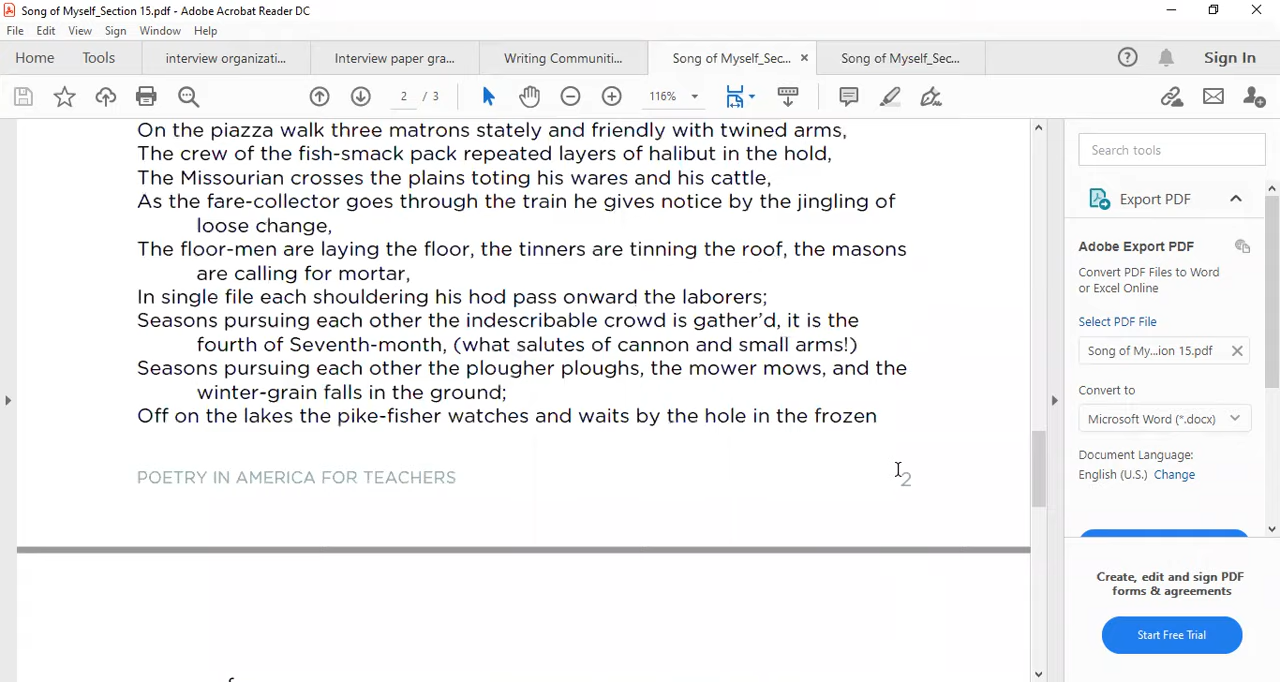 Song of Myself_Section 15.pdf - Adobe Acrobat Reader DC
File Edit View Sign Window Help
Home Tools interview organizati... Interview paper gra... Writing Communiti... Song of Myself_Sec... × Song of Myself_Sec... Sign In
2 / 3 116%
Search tools
Export PDF
Adobe Export PDF
Convert PDF Files to Word
or Excel Online
Select PDF File
Song of My...ion 15.pdf
Convert to
Microsoft Word (*.docx)
Document Language:
English (U.S.) Change
Create, edit and sign PDF
forms & agreements
Start Free Trial
On the piazza walk three matrons stately and friendly with twined arms,
The crew of the fish-smack pack repeated layers of halibut in the hold,
The Missourian crosses the plains toting his wares and his cattle,
As the fare-collector goes through the train he gives notice by the jingling of
loose change,
The floor-men are laying the floor, the tinners are tinning the roof, the masons
are calling for mortar,
In single file each shouldering his hod pass onward the laborers;
Seasons pursuing each other the indescribable crowd is gather’d, it is the
fourth of Seventh-month, (what salutes of cannon and small arms!)
Seasons pursuing each other the plougher ploughs, the mower mows, and the
winter-grain falls in the ground;
Off on the lakes the pike-fisher watches and waits by the hole in the frozen
POETRY IN AMERICA FOR TEACHERS
2